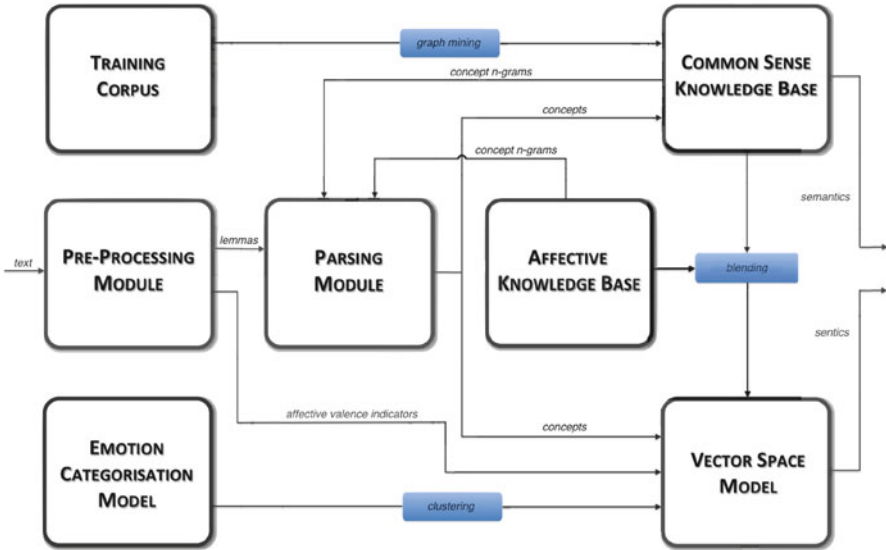 graph mining
TRAINING
CORPUS
COMMON SENSE
KNOWLEDGE BASE
concept n-grams
concepts
concept n-grams
semantics
text
PRE-PROCESSING
MODULE
lemmas
PARSING
MODULE
AFFECTIVE
KNOWLEDGE BASE
blending
sentics
affective valence indicators
concepts
EMOTION
CATEGORISATION
MODEL
VECTOR SPACE
MODEL
clustering